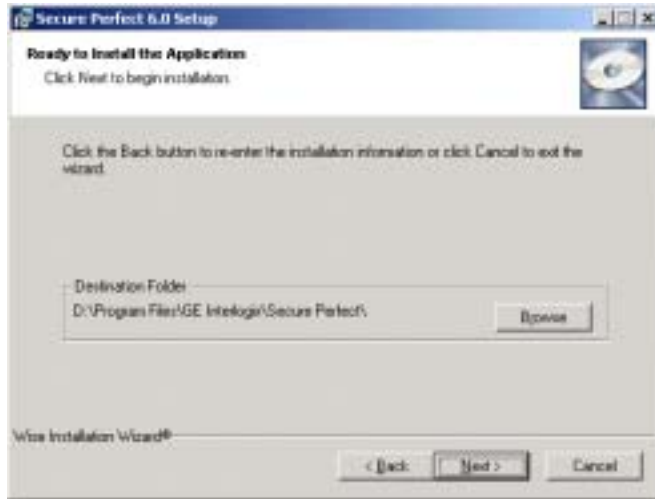 Secure Perfect 6.0 Setup
Ready to Install the Application
Click Next to begin installation.
Click the Back button to re-enter the installation information or click Cancel to exit the
wizard.
Destination Folder
D:\Program Files\GE Interlogix\Secure Perfect\
Browse
Wise Installation Wizard®
< Back
Next >
Cancel